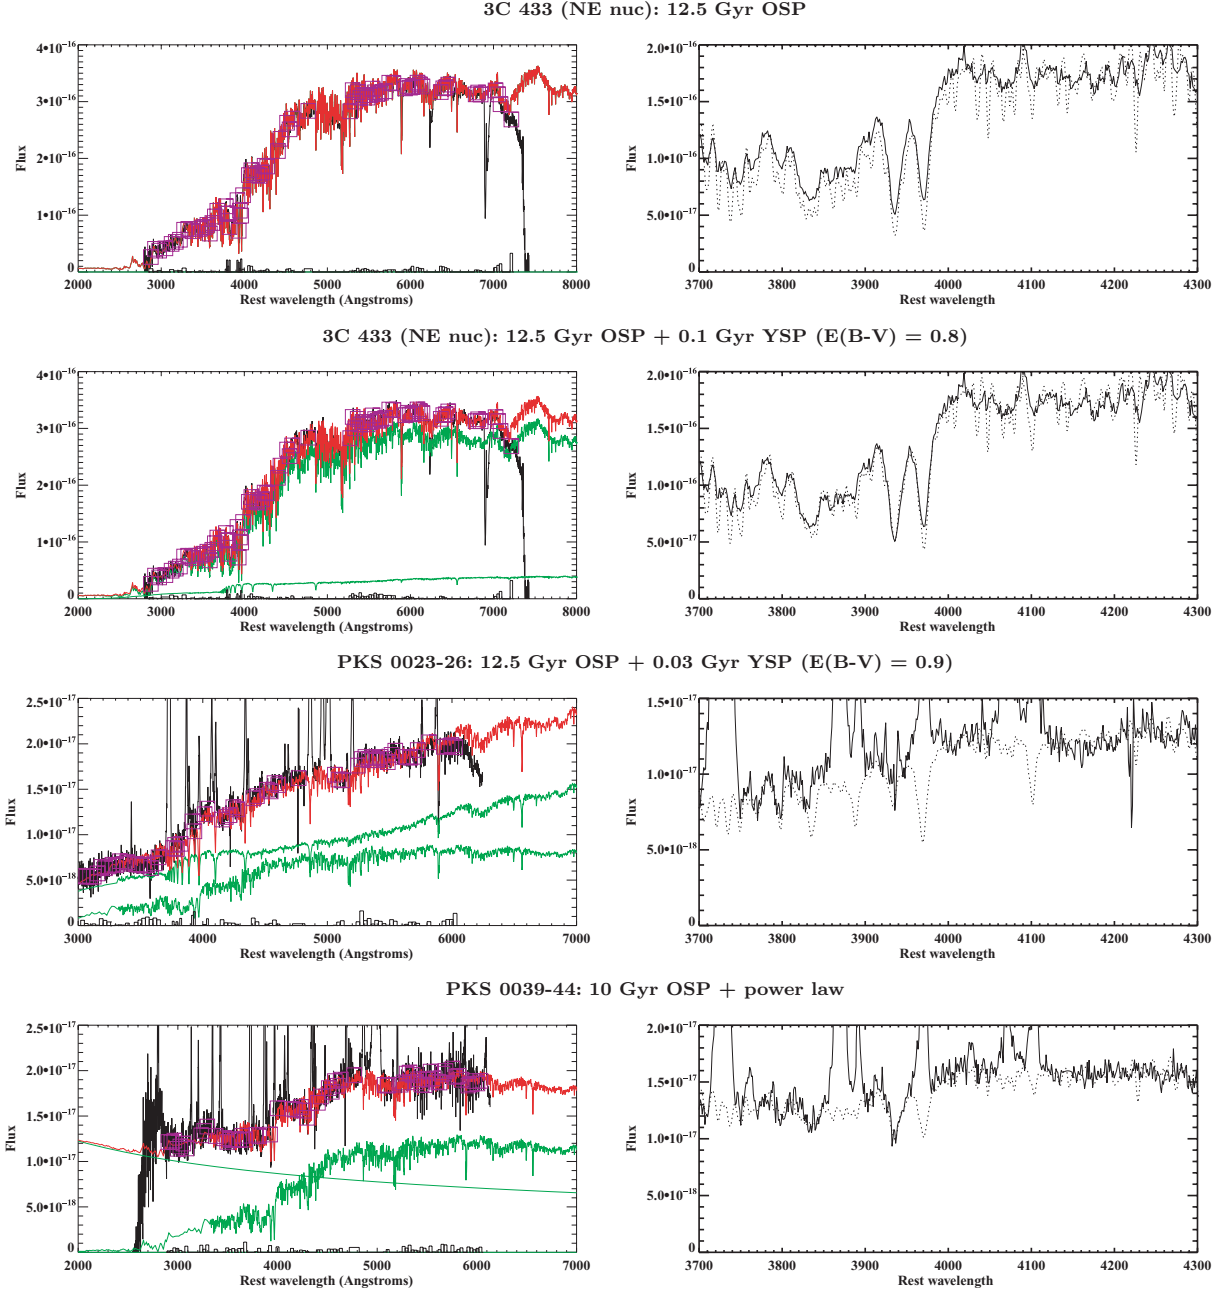 3C 433 (NE nuc): 12.5 Gyr OSP
4•10⁻¹⁶
3•10⁻¹⁶
2•10⁻¹⁶
1•10⁻¹⁶
0
Flux
2000 3000 4000 5000 6000 7000 8000
Rest wavelength (Angstroms)
2.0•10⁻¹⁶
1.5•10⁻¹⁶
1.0•10⁻¹⁶
5.0•10⁻¹⁷
0
Flux
3700 3800 3900 4000 4100 4200 4300
Rest wavelength
3C 433 (NE nuc): 12.5 Gyr OSP + 0.1 Gyr YSP (E(B-V) = 0.8)
4•10⁻¹⁶
3•10⁻¹⁶
2•10⁻¹⁶
1•10⁻¹⁶
0
Flux
2000 3000 4000 5000 6000 7000 8000
Rest wavelength (Angstroms)
2.0•10⁻¹⁶
1.5•10⁻¹⁶
1.0•10⁻¹⁶
5.0•10⁻¹⁷
0
Flux
3700 3800 3900 4000 4100 4200 4300
Rest wavelength
PKS 0023-26: 12.5 Gyr OSP + 0.03 Gyr YSP (E(B-V) = 0.9)
2.5•10⁻¹⁷
2.0•10⁻¹⁷
1.5•10⁻¹⁷
1.0•10⁻¹⁷
5.0•10⁻¹⁸
0
Flux
3000 4000 5000 6000 7000
Rest wavelength (Angstroms)
1.5•10⁻¹⁷
1.0•10⁻¹⁷
5.0•10⁻¹⁸
0
Flux
3700 3800 3900 4000 4100 4200 4300
Rest wavelength
PKS 0039-44: 10 Gyr OSP + power law
2.5•10⁻¹⁷
2.0•10⁻¹⁷
1.5•10⁻¹⁷
1.0•10⁻¹⁷
5.0•10⁻¹⁸
0
Flux
2000 3000 4000 5000 6000 7000
Rest wavelength (Angstroms)
2.0•10⁻¹⁷
1.5•10⁻¹⁷
1.0•10⁻¹⁷
5.0•10⁻¹⁸
0
Flux
3700 3800 3900 4000 4100 4200 4300
Rest wavelength